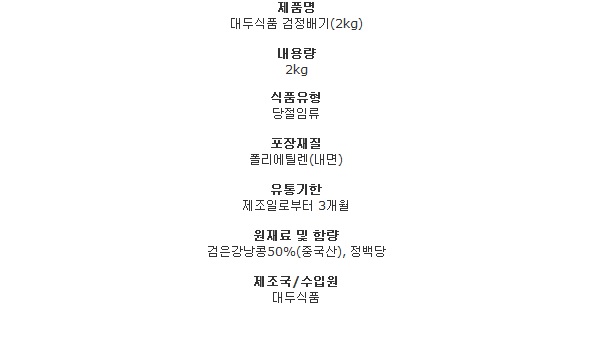 제품명
대두식품 검정배기(2kg)
내용량
2kg
식품유형
당절임류
포장재질
폴리에틸렌(내면)
유통기한
제조일로부터 3개월
원재료 및 함량
검은강낭콩50%(중국산), 정백당
제조국/수입원
대두식품